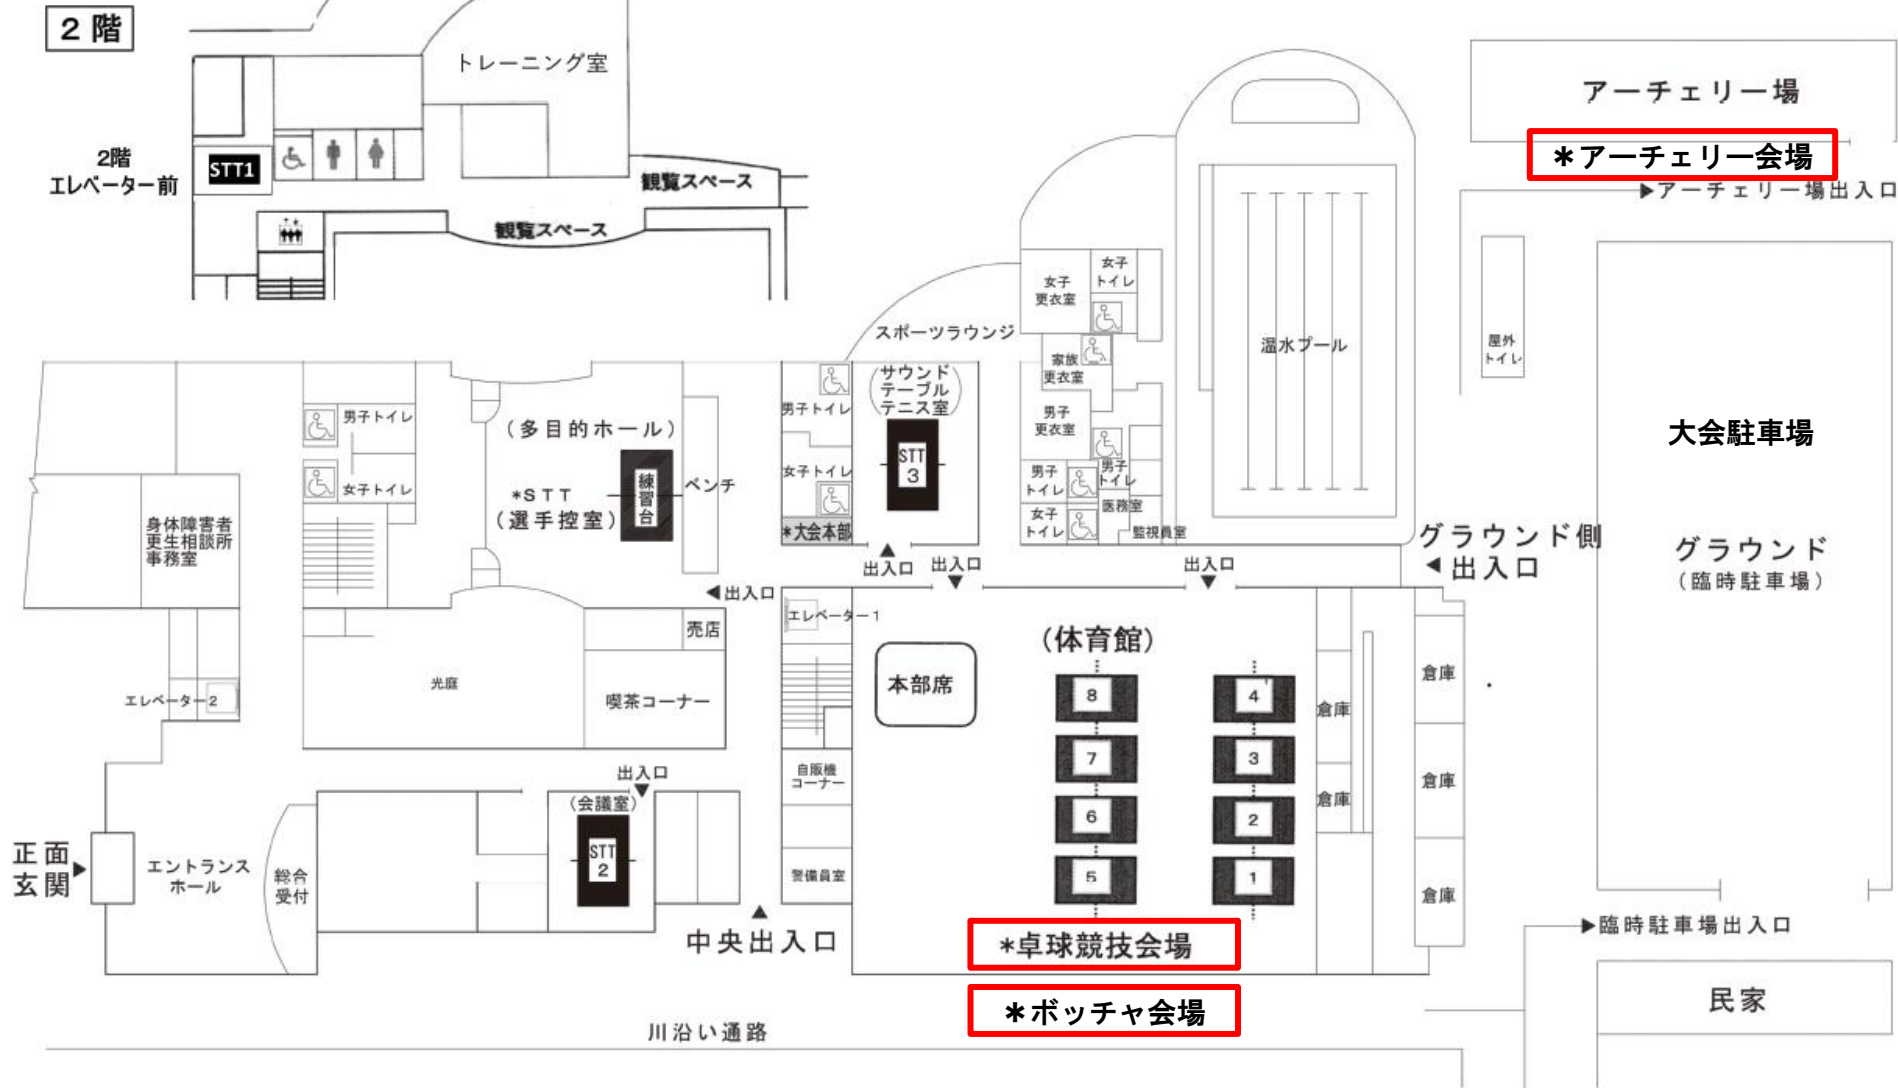 2階
トレーニング室
2階
エレベーター前
STT1
観覧スペース
観覧スペース
アーチェリー場
＊アーチェリー会場
▶アーチェリー場出入口
スポーツラウンジ
女子
更衣室
女子
トイレ
家族
更衣室
男子
更衣室
男子
トイレ
男子
トイレ
女子
トイレ
医務室
監視員室
温水プール
屋外
トイレ
大会駐車場
グラウンド
（臨時駐車場）
グラウンド側
◀出入口
男子トイレ
女子トイレ
（多目的ホール）
*STT
（選手控室）
練習台
ベンチ
男子トイレ
女子トイレ
*大会本部
（サウンド
テーブル
テニス室）
STT
3
身体障害者
更生相談所
事務室
◀出入口
▲
出入口
出入口
▼
出入口
▼
エレベーター1
売店
光庭
喫茶コーナー
エレベーター2
本部席
（体育館）
8
7
6
5
4
3
2
1
倉庫
倉庫
倉庫
倉庫
倉庫
自販機
コーナー
警備員室
出入口
▼
（会議室）
STT
2
正面
玄関▶
エントランス
ホール
総合
受付
▲
中央出入口
*卓球競技会場
＊ボッチャ会場
川沿い通路
▶臨時駐車場出入口
民家